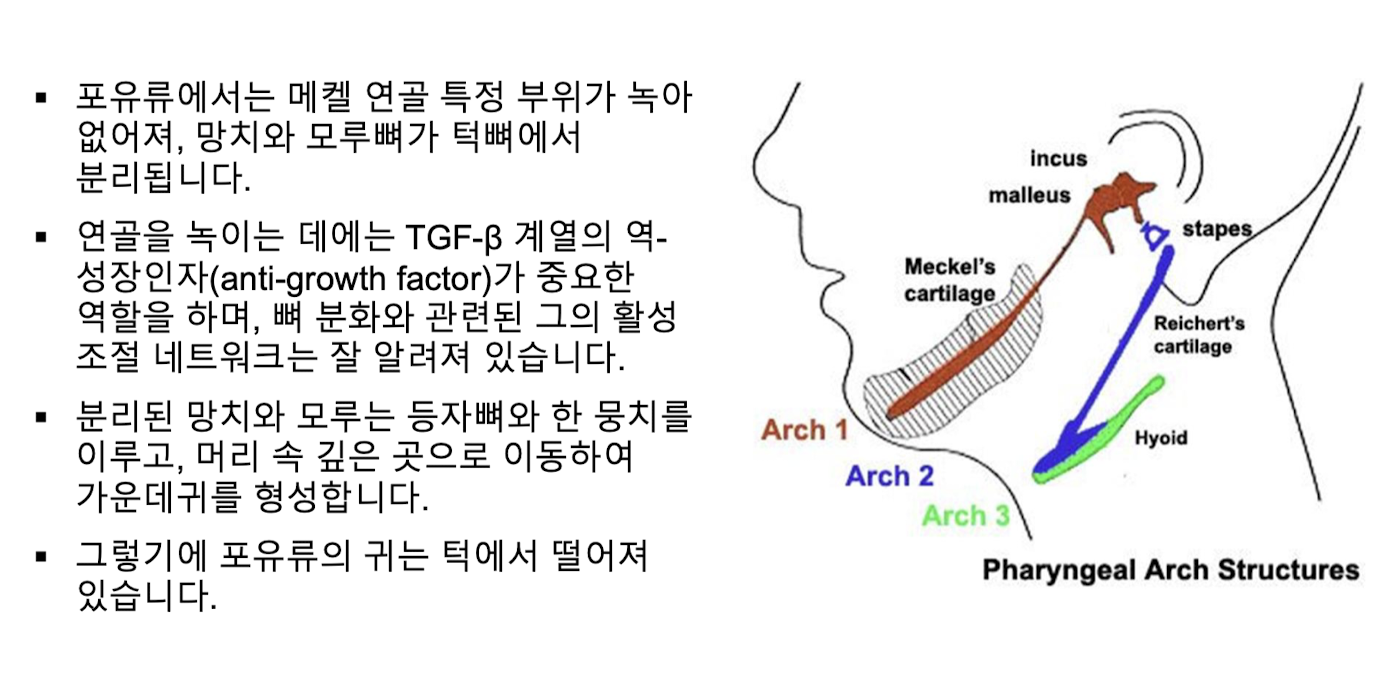 ▪ 포유류에서는 메켈 연골 특정 부위가 녹아
없어져, 망치와 모루뼈가 턱뼈에서
분리됩니다.
▪ 연골을 녹이는 데에는 TGF-β 계열의 역-
성장인자(anti-growth factor)가 중요한
역할을 하며, 뼈 분화와 관련된 그의 활성
조절 네트워크는 잘 알려져 있습니다.
▪ 분리된 망치와 모루는 등자뼈와 한 뭉치를
이루고, 머리 속 깊은 곳으로 이동하여
가운데귀를 형성합니다.
▪ 그렇기에 포유류의 귀는 턱에서 떨어져
있습니다.
incus
malleus
stapes
Meckel's
cartilage
Reichert's
cartilage
Hyoid
Arch 1
Arch 2
Arch 3
Pharyngeal Arch Structures